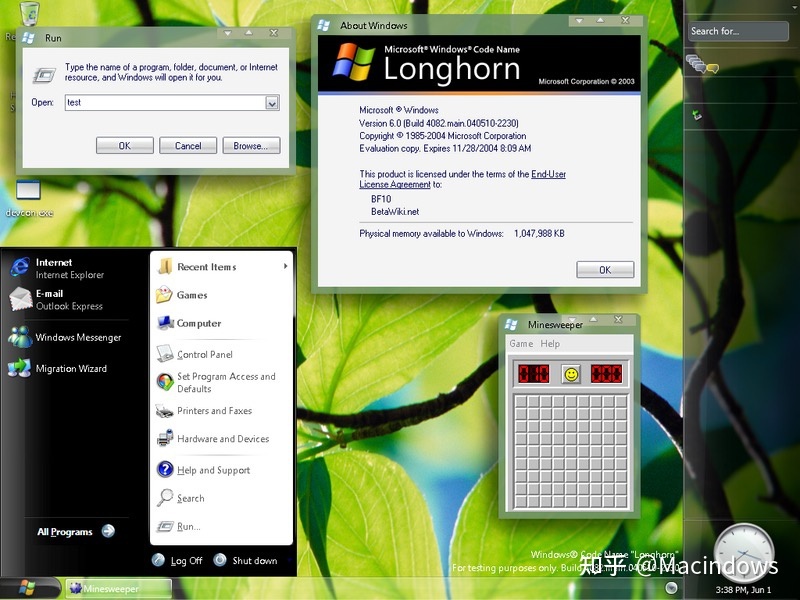 Run
Type the name of a program, folder, document, or Internet
resource, and Windows will open it for you.
Open:
test
OK
Cancel
Browse...
devcon.exe
About Windows
Microsoft® Windows® Code Name
Longhorn
Microsoft Corporation © 2003
Microsoft ® Windows
Version 6.0 (Build 4082.main.040510-2230)
Copyright © 1985-2004 Microsoft Corporation
Evaluation copy. Expires 11/28/2004 8:09 AM
This product is licensed under the terms of the End-User
License Agreement to:
BF10
BetaWiki.net
Physical memory available to Windows: 1,047,988 KB
OK
Search for...
Internet
Internet Explorer
E-mail
Outlook Express
Windows Messenger
Migration Wizard
All Programs
Recent Items
Games
Computer
Control Panel
Set Program Access and
Defaults
Printers and Faxes
Hardware and Devices
Help and Support
Search
Run...
Log Off
Shut down
Minesweeper
Game Help
010
000
Windows® Code Name "Longhorn"
For testing purposes only. Build 4082.main.040510-2230
知乎 @Macindows
Minesweeper
3:38 PM, Jun 1